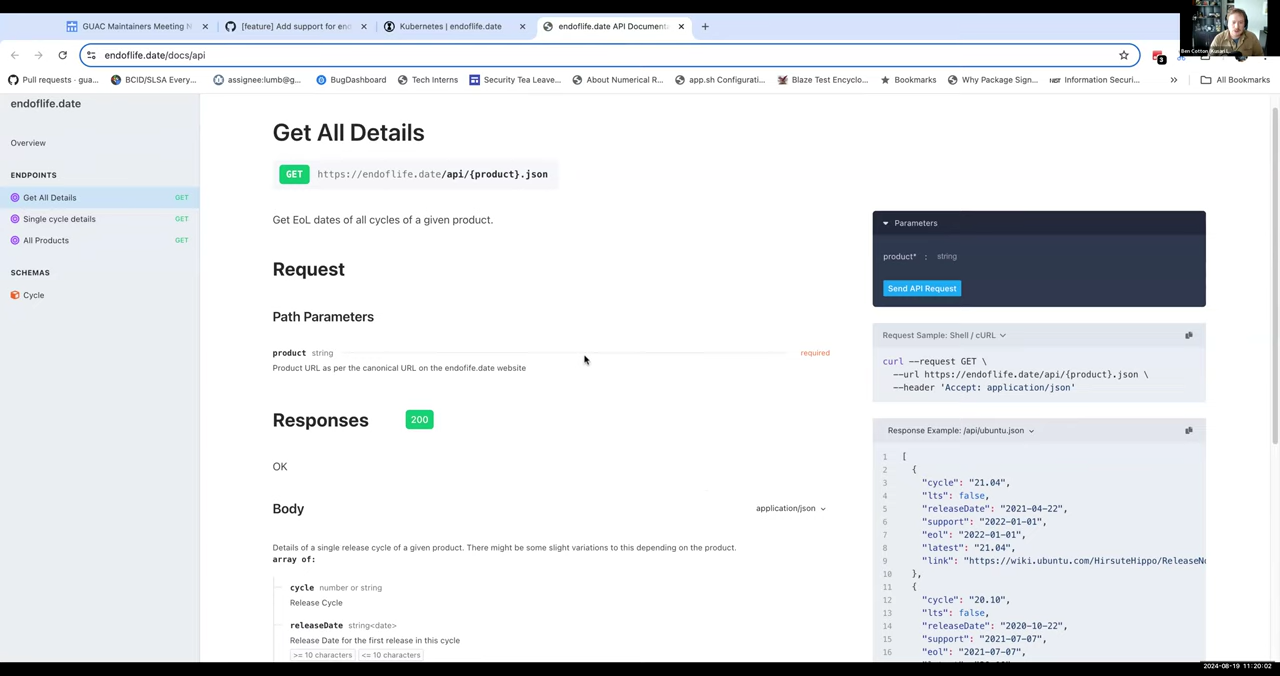 GUAC Maintainers Meeting N
[feature] Add support for end
Kubernetes | endoflife.date
endoflife.date API Documenta
endoflife.date/docs/api
Pull requests · gua...
BCID/SLSA Every...
assignee:lumb@g...
BugDashboard
Tech Interns
Security Tea Leave...
About Numerical R...
app.sh Configurati...
Blaze Test Encyclo...
Bookmarks
Why Package Sign...
Information Securi...
All Bookmarks
endoflife.date
Overview
ENDPOINTS
Get All Details GET
Single cycle details GET
All Products GET
SCHEMAS
Cycle
Get All Details
GET https://endoflife.date/api/{product}.json
Get EoL dates of all cycles of a given product.
Request
Path Parameters
product string required
Product URL as per the canonical URL on the endofife.date website
Responses 200
OK
Body application/json
Details of a single release cycle of a given product. There might be some slight variations to this depending on the product.
array of:
cycle number or string
Release Cycle
releaseDate string<date>
Release Date for the first release in this cycle
>= 10 characters <= 10 characters
Parameters
product* : string
Send API Request
Request Sample: Shell / cURL
curl --request GET \
--url https://endoflife.date/api/{product}.json \
--header 'Accept: application/json'
Response Example: /api/ubuntu.json
1 [
2 {
3 "cycle": "21.04",
4 "lts": false,
5 "releaseDate": "2021-04-22",
6 "support": "2022-01-01",
7 "eol": "2022-01-01",
8 "latest": "21.04",
9 "link": "https://wiki.ubuntu.com/HirsuteHippo/ReleaseNo
10 },
11 {
12 "cycle": "20.10",
13 "lts": false,
14 "releaseDate": "2020-10-22",
15 "support": "2021-07-07",
16 "eol": "2021-07-07",
2024-08-19 11:20:02